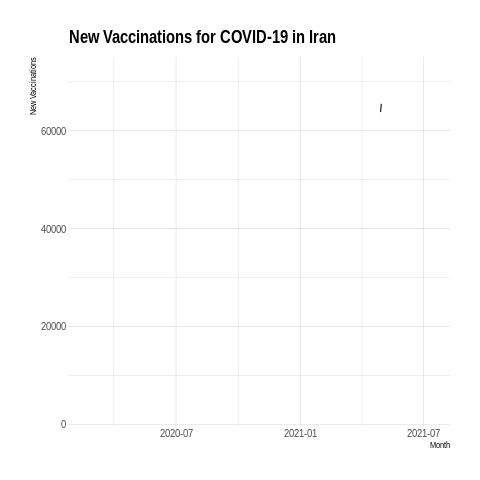 New Vaccinations for COVID-19 in Iran
New Vaccinations
60000
40000
20000
0
2020-07 2021-01 2021-07
Month